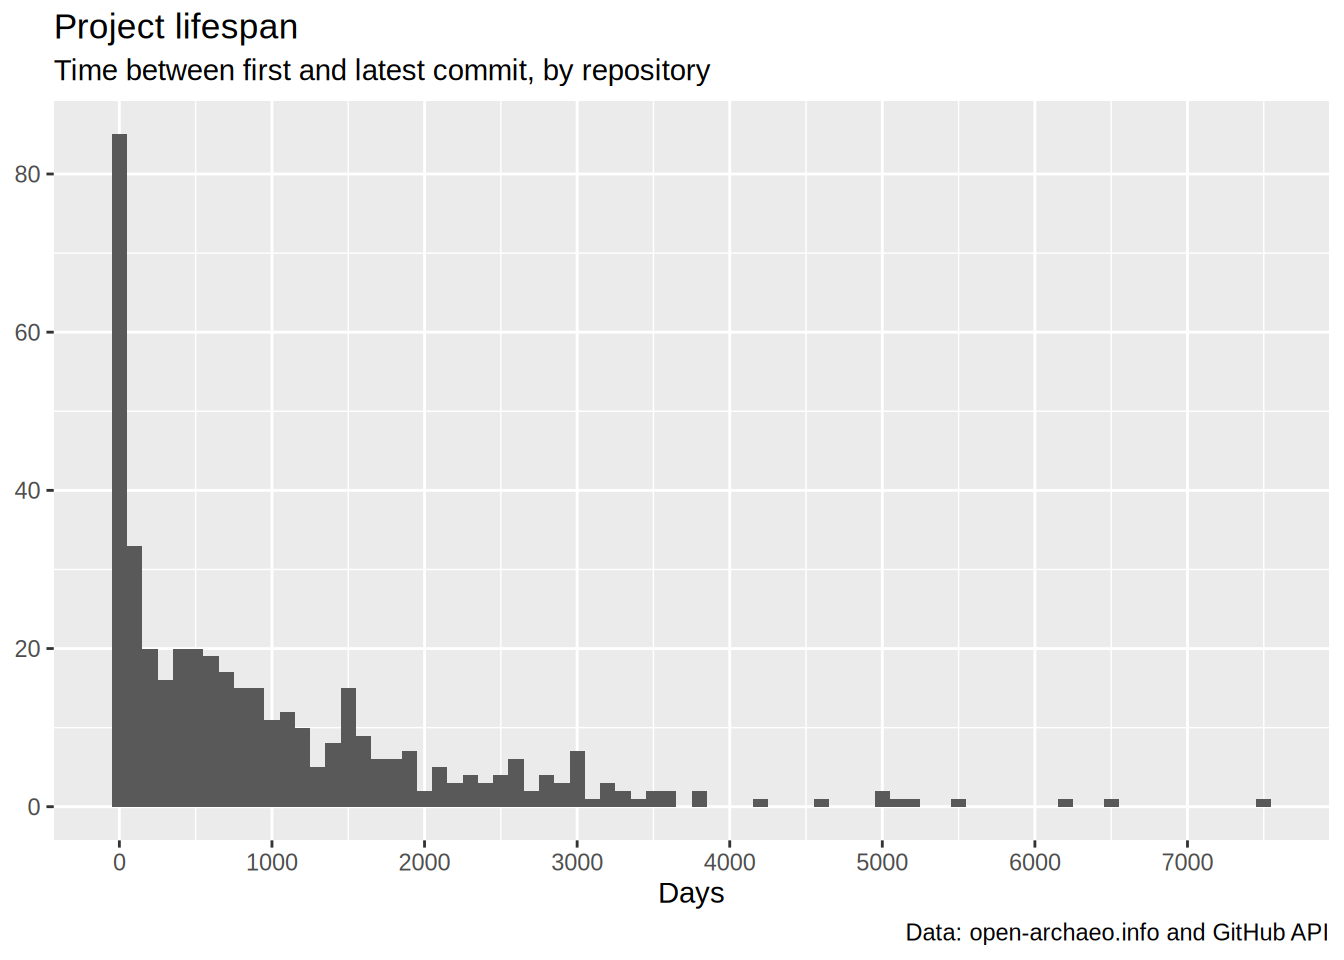 Project lifespan
Time between first and latest commit, by repository
80
60
40
20
0
0 1000 2000 3000 4000 5000 6000 7000
Days
Data: open-archaeo.info and GitHub API